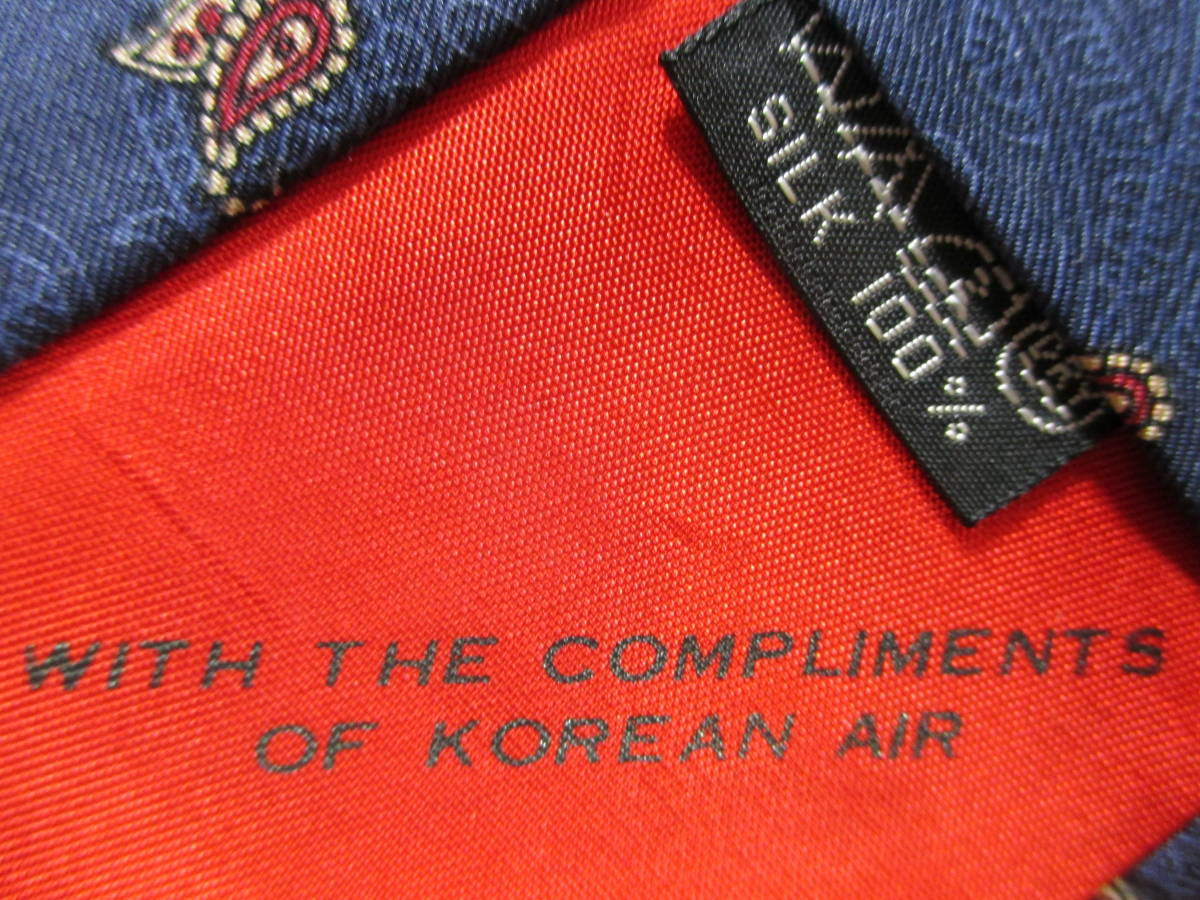 SILK 100%
WITH THE COMPLIMENTS
OF KOREAN AIR